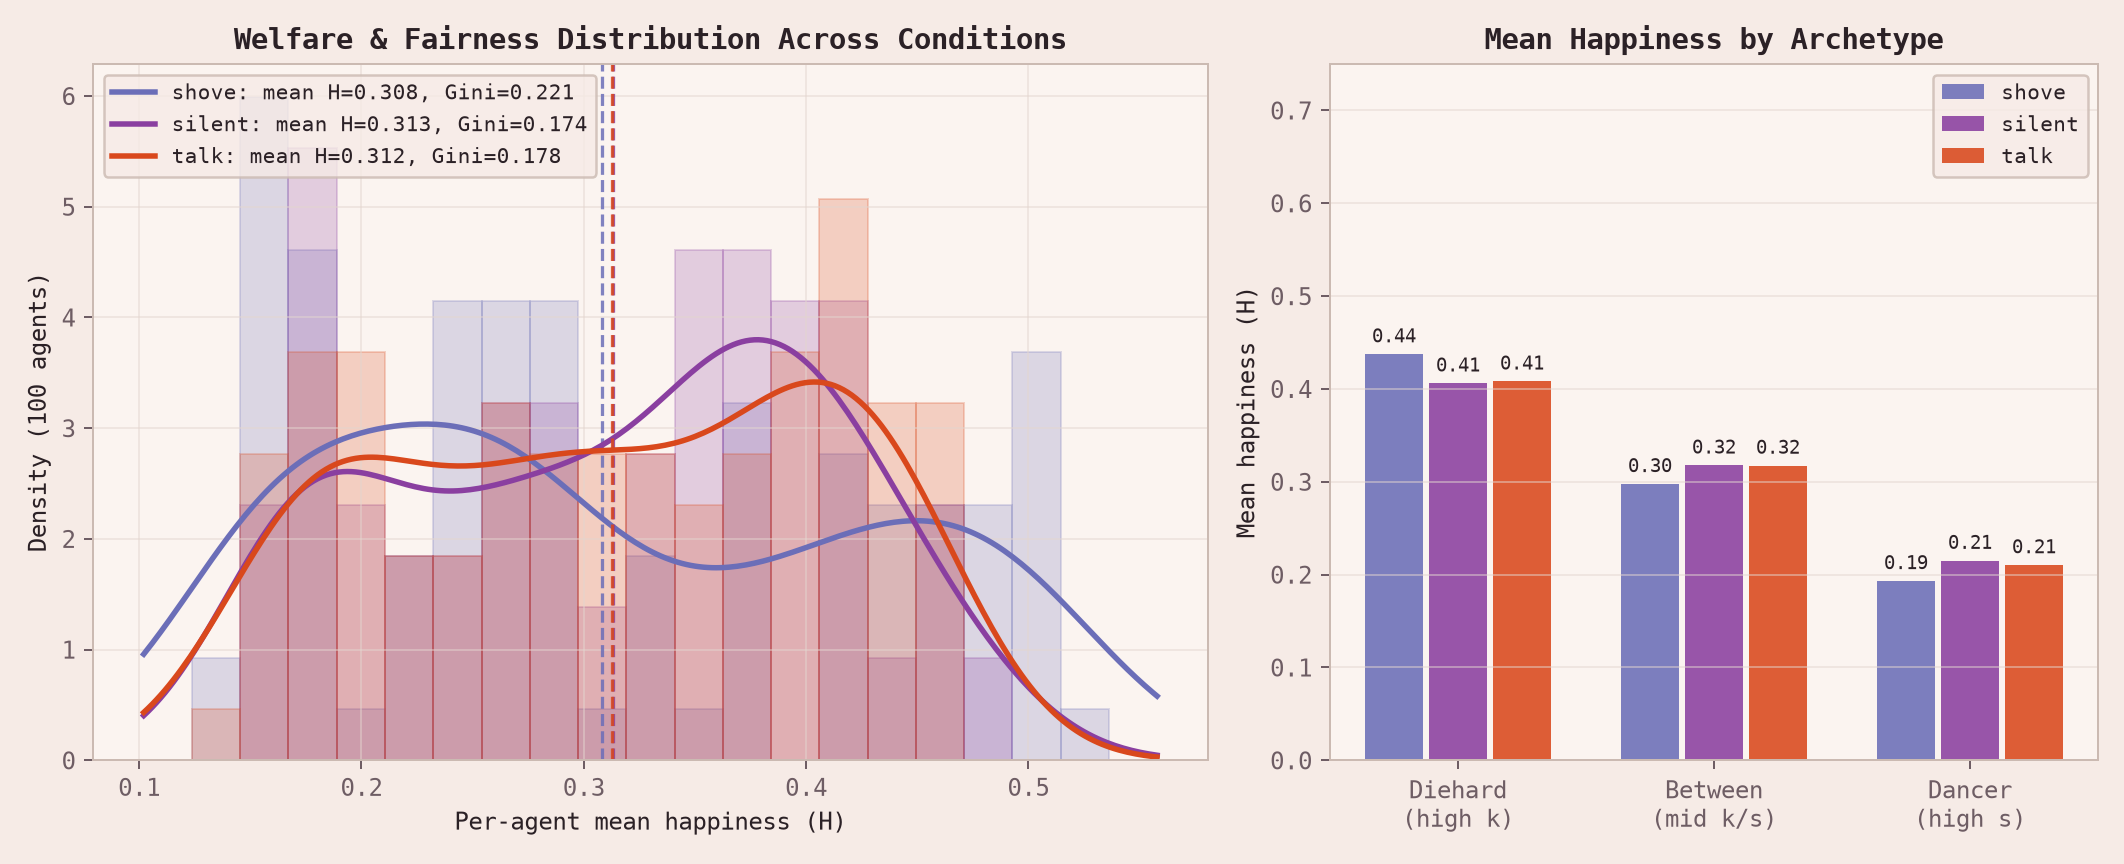 Welfare & Fairness Distribution Across Conditions
shove: mean H=0.308, Gini=0.221
silent: mean H=0.313, Gini=0.174
talk: mean H=0.312, Gini=0.178
Density (100 agents)
6
5
4
3
2
1
0
0.1 0.2 0.3 0.4 0.5
Per-agent mean happiness (H)
Mean Happiness by Archetype
shove
silent
talk
Mean happiness (H)
0.7
0.6
0.5
0.4
0.3
0.2
0.1
0.0
0.44 0.41 0.41
0.30 0.32 0.32
0.19 0.21 0.21
Diehard
(high k)
Between
(mid k/s)
Dancer
(high s)